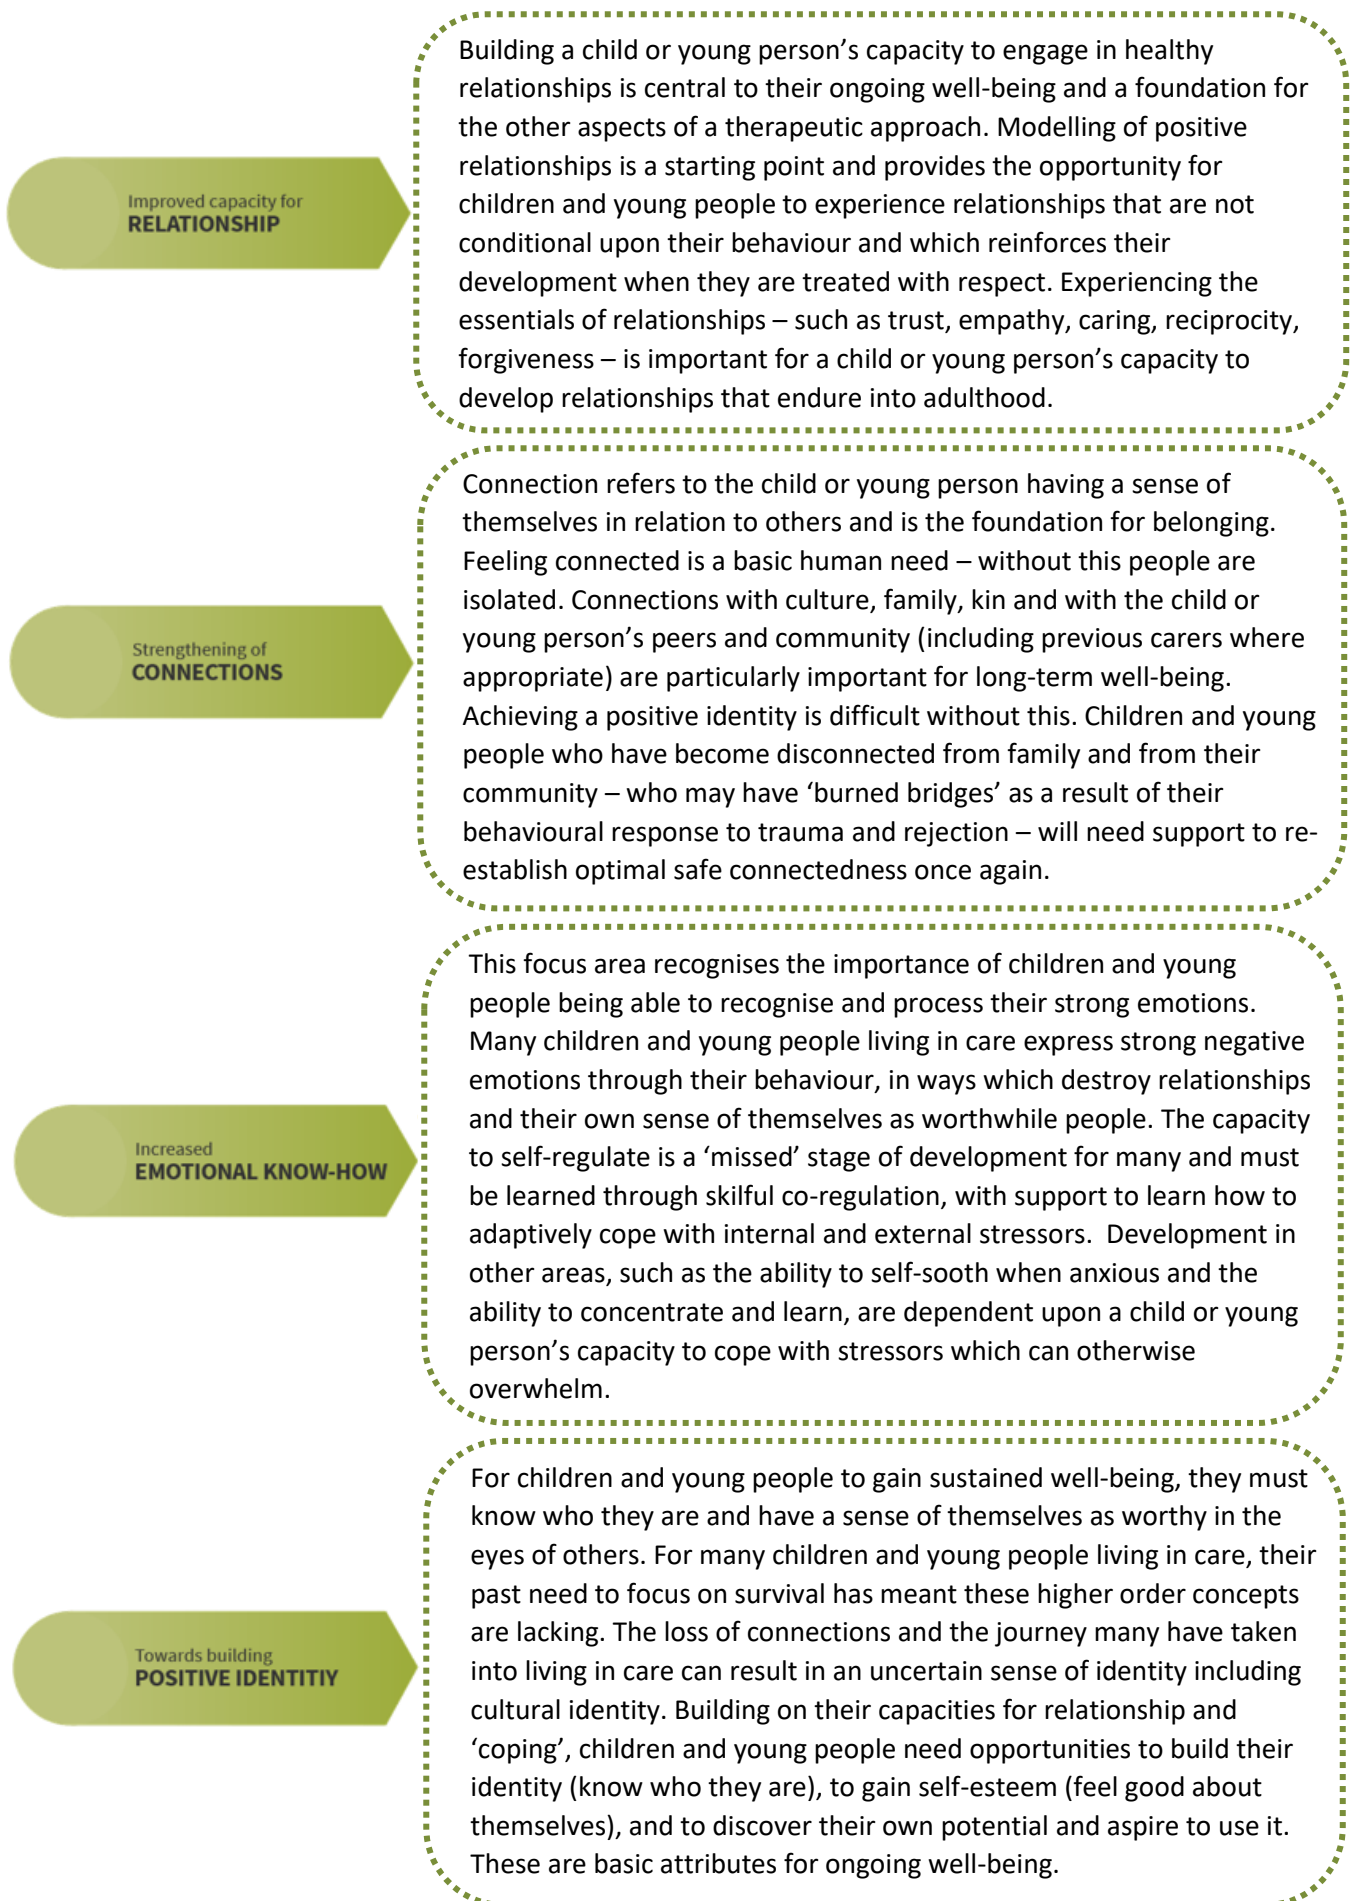 Improved capacity for
RELATIONSHIP
Building a child or young person’s capacity to engage in healthy
relationships is central to their ongoing well-being and a foundation for
the other aspects of a therapeutic approach. Modelling of positive
relationships is a starting point and provides the opportunity for
children and young people to experience relationships that are not
conditional upon their behaviour and which reinforces their
development when they are treated with respect. Experiencing the
essentials of relationships – such as trust, empathy, caring, reciprocity,
forgiveness – is important for a child or young person’s capacity to
develop relationships that endure into adulthood.
Strengthening of
CONNECTIONS
Connection refers to the child or young person having a sense of
themselves in relation to others and is the foundation for belonging.
Feeling connected is a basic human need – without this people are
isolated. Connections with culture, family, kin and with the child or
young person’s peers and community (including previous carers where
appropriate) are particularly important for long-term well-being.
Achieving a positive identity is difficult without this. Children and young
people who have become disconnected from family and from their
community – who may have ‘burned bridges’ as a result of their
behavioural response to trauma and rejection – will need support to re-
establish optimal safe connectedness once again.
Increased
EMOTIONAL KNOW-HOW
This focus area recognises the importance of children and young
people being able to recognise and process their strong emotions.
Many children and young people living in care express strong negative
emotions through their behaviour, in ways which destroy relationships
and their own sense of themselves as worthwhile people. The capacity
to self-regulate is a ‘missed’ stage of development for many and must
be learned through skilful co-regulation, with support to learn how to
adaptively cope with internal and external stressors.  Development in
other areas, such as the ability to self-sooth when anxious and the
ability to concentrate and learn, are dependent upon a child or young
person’s capacity to cope with stressors which can otherwise
overwhelm.
Towards building
POSITIVE IDENTITIY
For children and young people to gain sustained well-being, they must
know who they are and have a sense of themselves as worthy in the
eyes of others. For many children and young people living in care, their
past need to focus on survival has meant these higher order concepts
are lacking. The loss of connections and the journey many have taken
into living in care can result in an uncertain sense of identity including
cultural identity. Building on their capacities for relationship and
‘coping’, children and young people need opportunities to build their
identity (know who they are), to gain self-esteem (feel good about
themselves), and to discover their own potential and aspire to use it.
These are basic attributes for ongoing well-being.